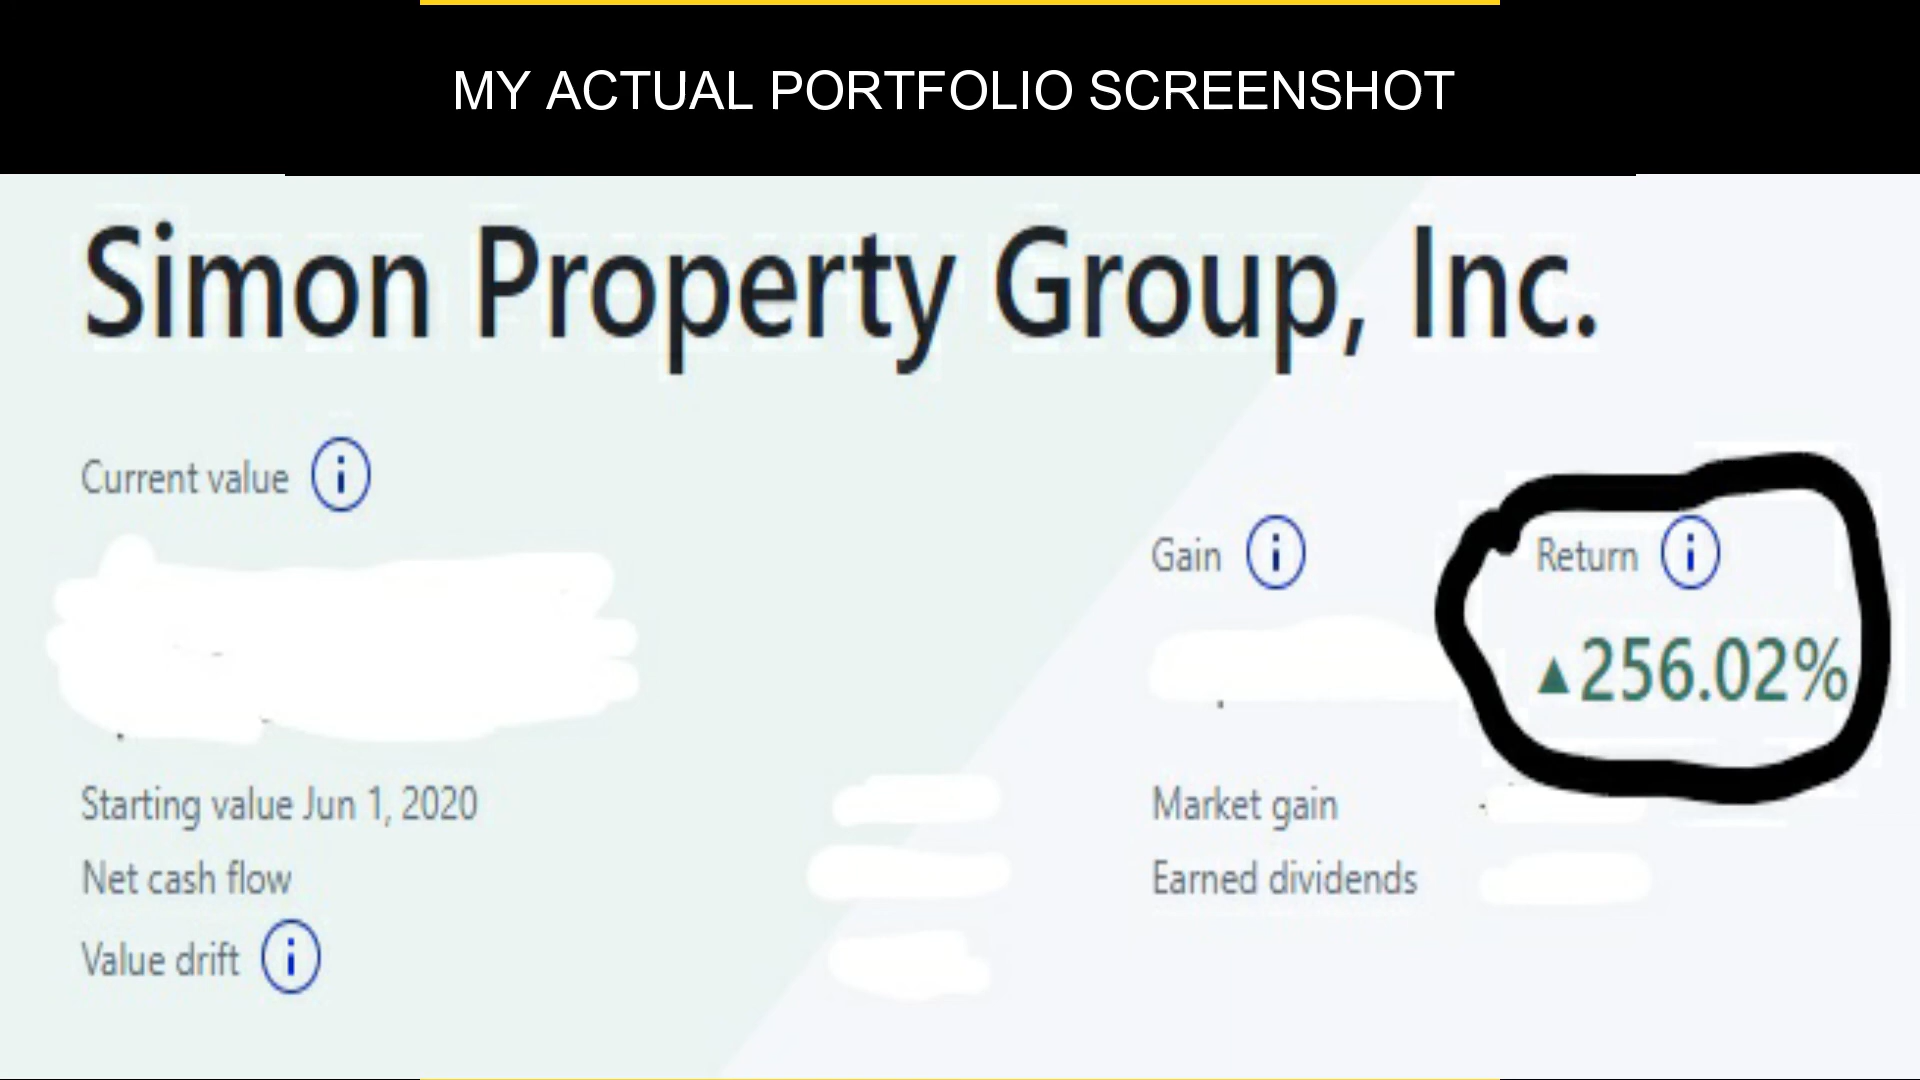 MY ACTUAL PORTFOLIO SCREENSHOT
Simon Property Group, Inc.
Current value
Gain
Return
▲256.02%
Starting value Jun 1, 2020
Market gain
Net cash flow
Earned dividends
Value drift